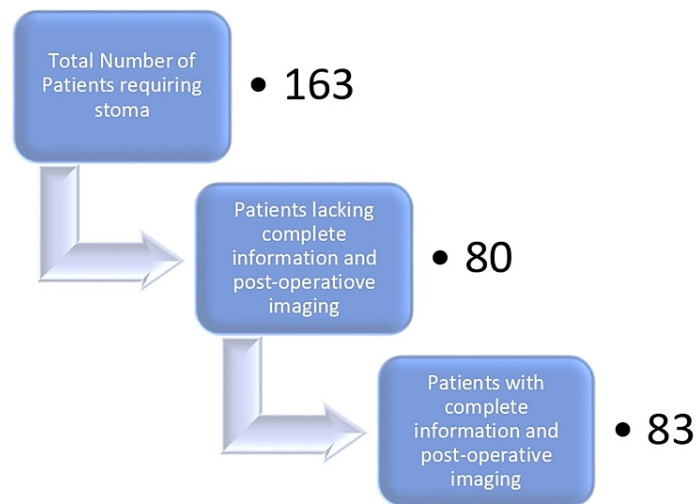 Total Number of
Patients requiring
stoma
• 163
Patients lacking
complete
information and
post-operatiove
imaging
• 80
Patients with
complete
information and
post-operative
imaging
• 83